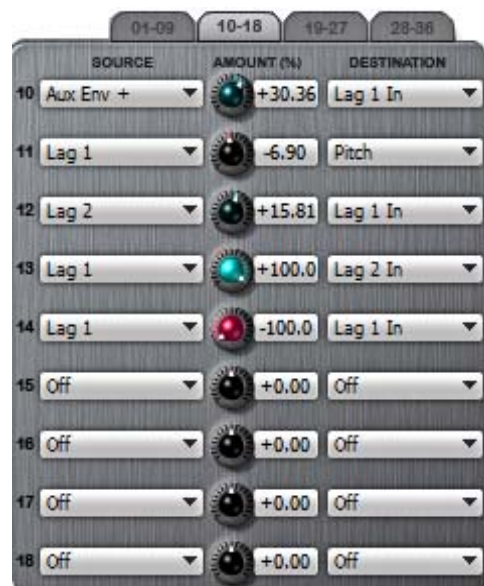 01-09 10-18 19-27 28-36
SOURCE AMOUNT (%) DESTINATION
10 Aux Env + +30.36 Lag 1 In
11 Lag 1 -6.90 Pitch
12 Lag 2 +15.81 Lag 1 In
13 Lag 1 +100.0 Lag 2 In
14 Lag 1 -100.0 Lag 1 In
15 Off +0.00 Off
16 Off +0.00 Off
17 Off +0.00 Off
18 Off +0.00 Off